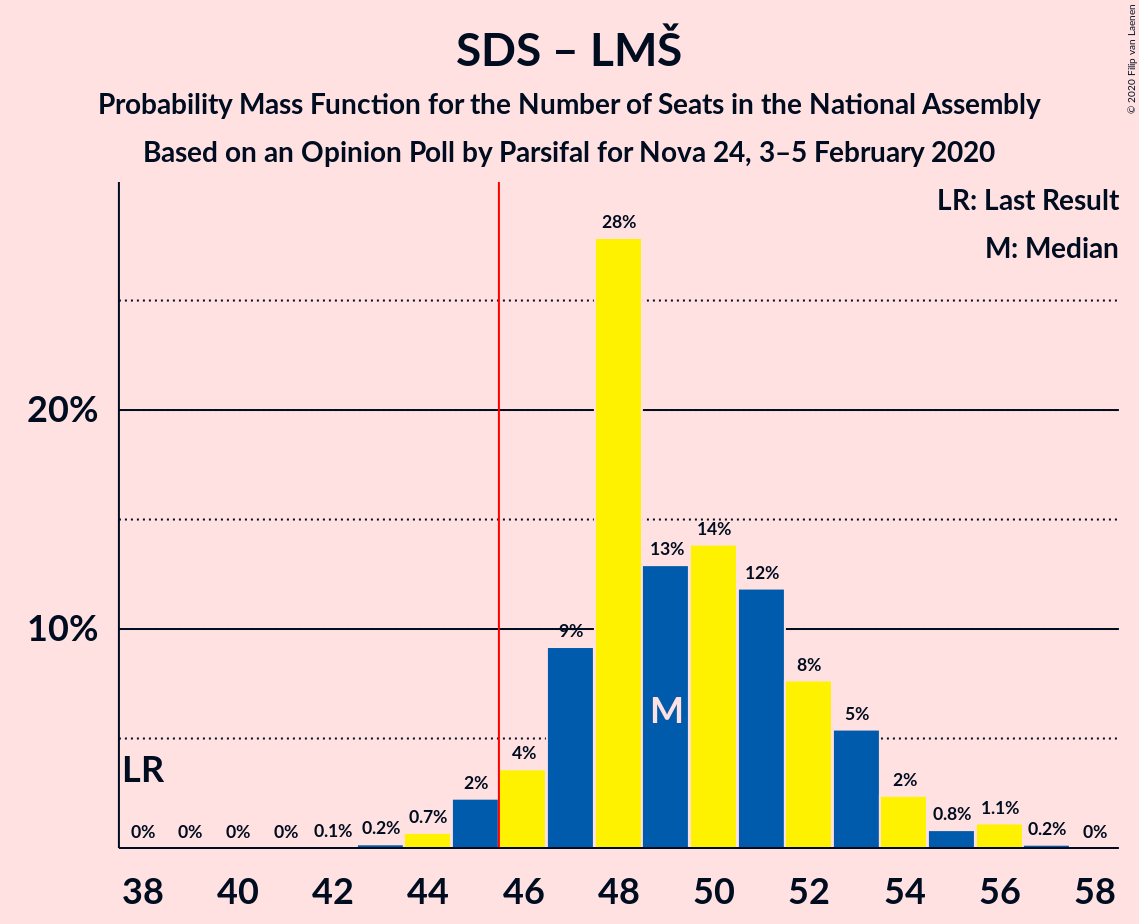 SDS – LMŠ
Probability Mass Function for the Number of Seats in the National Assembly
Based on an Opinion Poll by Parsifal for Nova 24, 3–5 February 2020
© 2020 Filip van Laenen
LR: Last Result
M: Median
20%
10%
LR
M
0% 0% 0% 0% 0.1% 0.2% 0.7% 2% 4% 9% 28% 13% 14% 12% 8% 5% 2% 0.8% 1.1% 0.2% 0%
38 40 42 44 46 48 50 52 54 56 58